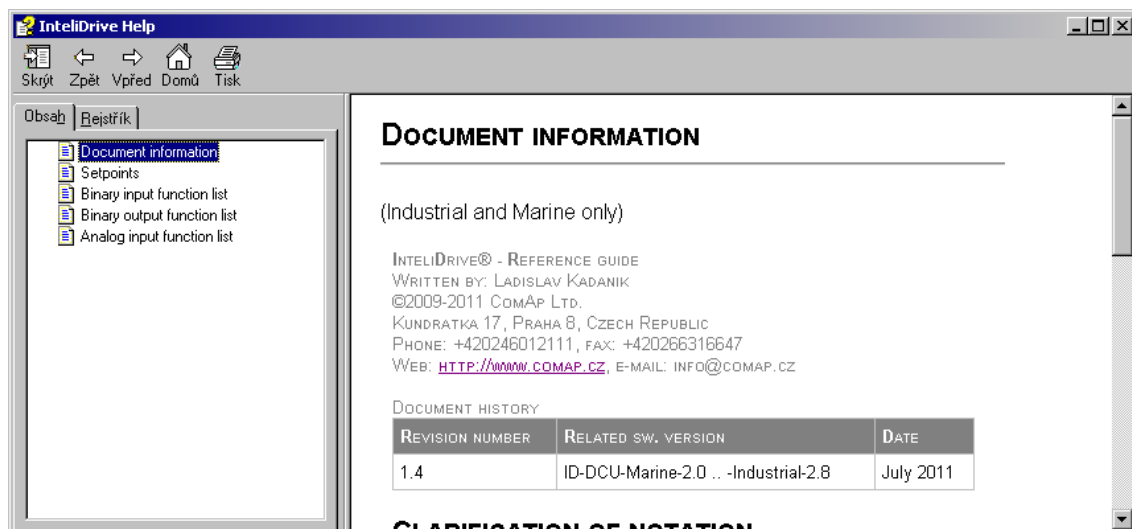 InteliDrive Help
Skrýt Zpět Vpřed Domů Tisk
Obsah Rejstřík
Document information
Setpoints
Binary input function list
Binary output function list
Analog input function list
DOCUMENT INFORMATION
(Industrial and Marine only)
INTELIDRIVE® - REFERENCE GUIDE
WRITTEN BY: LADISLAV KADANIK
©2009-2011 COMAP LTD.
KUNDRATKA 17, PRAHA 8, CZECH REPUBLIC
PHONE: +420246012111, FAX: +420266316647
WEB: HTTP://WWW.COMAP.CZ, E-MAIL: INFO@COMAP.CZ
DOCUMENT HISTORY
REVISION NUMBER RELATED SW. VERSION DATE
1.4 ID-DCU-Marine-2.0 .. -Industrial-2.8 July 2011
CLARIFICATION OF NOTATION